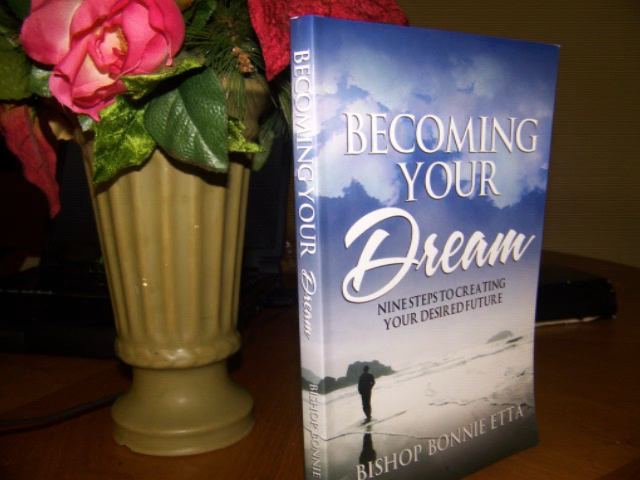 BECOMING YOUR Dream BISHOP BONNIE
BECOMING
YOUR
Dream
NINE STEPS TO CREATING
YOUR DESIRED FUTURE
BISHOP BONNIE ETTA